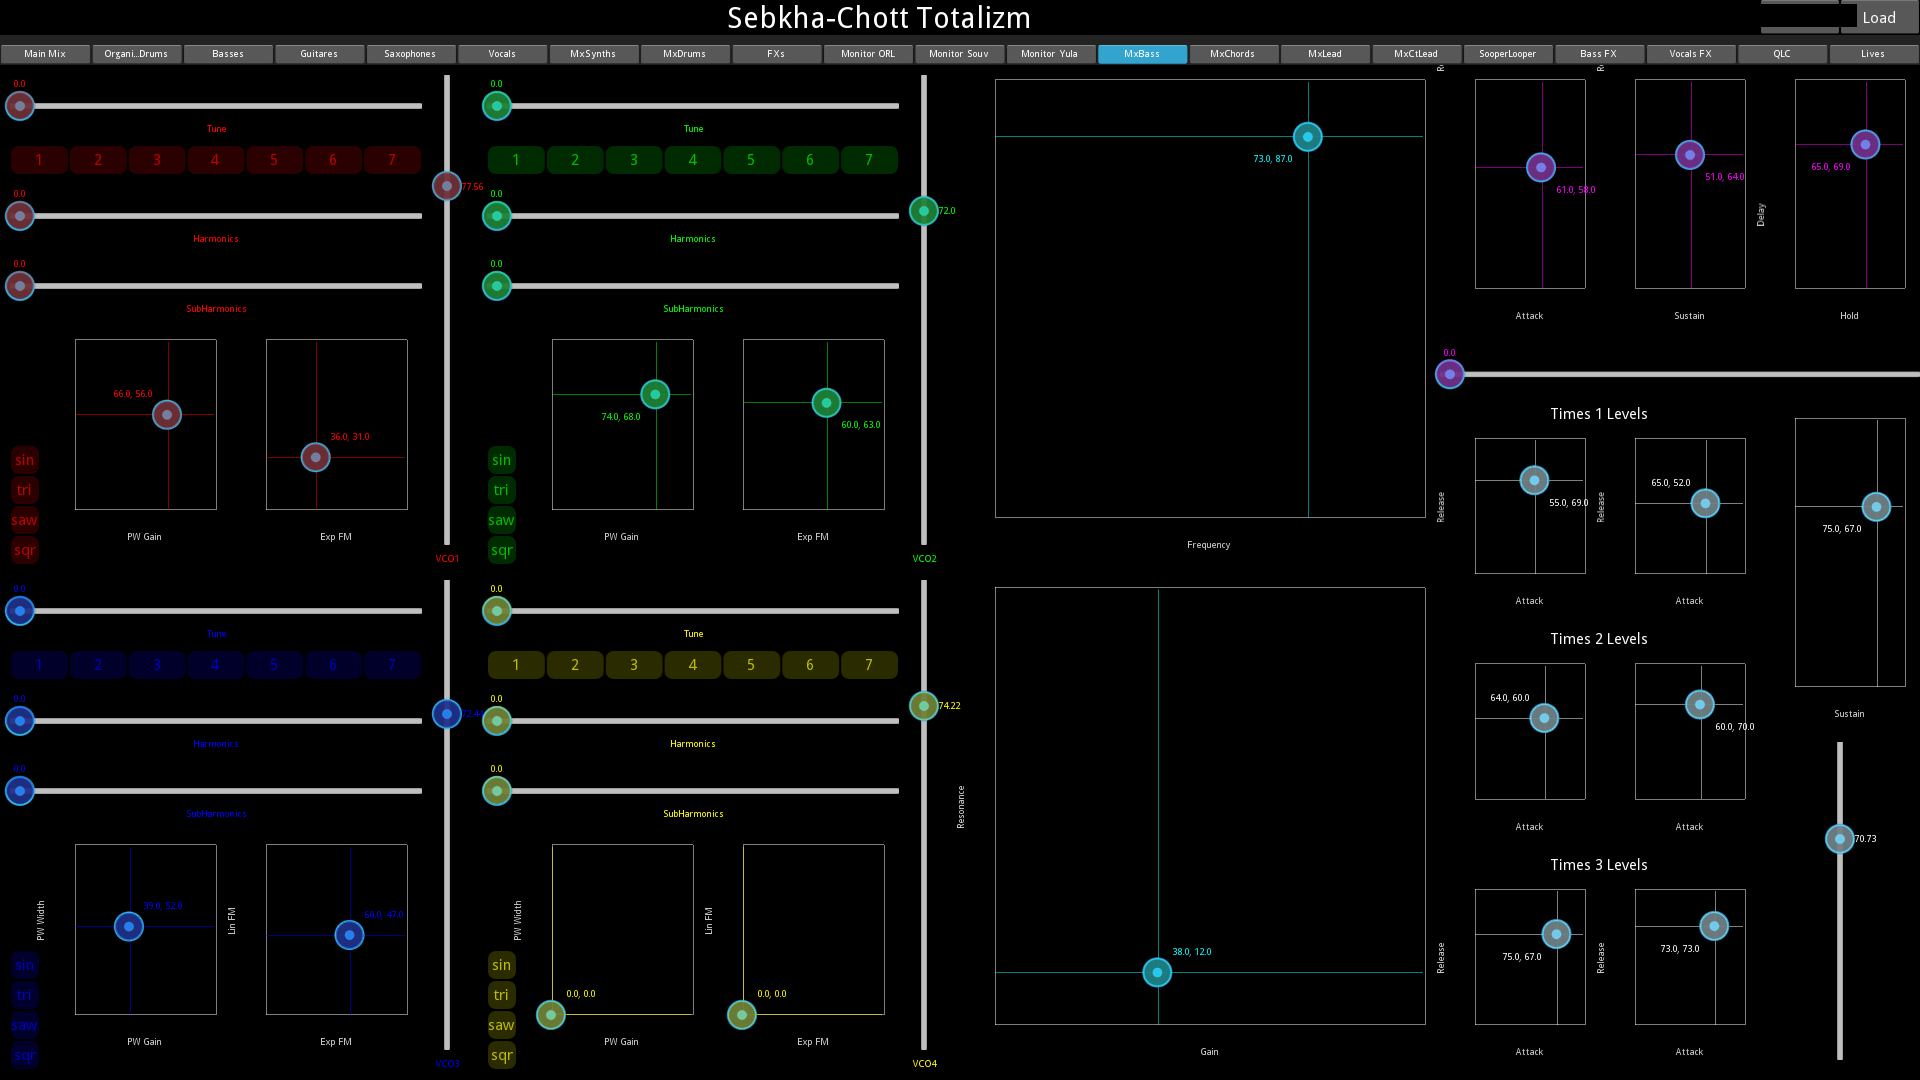 Sebkha-Chott Totalizm
Load
Main Mix Organi...Drums Basses Guitares Saxophones Vocals MxSynths MxDrums FXs Monitor ORL Monitor Souv Monitor Yula MxBass MxChords MxLead MxCtLead SooperLooper Bass FX Vocals FX QLC Lives
0.0
Tune
1 2 3 4 5 6 7
0.0
Harmonics
0.0
SubHarmonics
66.0, 56.0
36.0, 31.0
sin
tri
saw
sqr
PW Gain
Exp FM
77.56
VCO1
0.0
Tune
1 2 3 4 5 6 7
0.0
Harmonics
0.0
SubHarmonics
74.0, 68.0
60.0, 63.0
sin
tri
saw
sqr
PW Gain
Exp FM
72.0
VCO2
0.0
Tune
1 2 3 4 5 6 7
0.0
Harmonics
0.0
SubHarmonics
PW Width
39.0, 52.0
Lin FM
60.0, 47.0
sin
tri
saw
sqr
PW Gain
Exp FM
72.44
VCO3
0.0
Tune
1 2 3 4 5 6 7
0.0
Harmonics
0.0
SubHarmonics
PW Width
0.0, 0.0
Lin FM
0.0, 0.0
sin
tri
saw
sqr
PW Gain
Exp FM
74.22
VCO4
73.0, 87.0
Frequency
Resonance
38.0, 12.0
Gain
61.0, 58.0
Attack
51.0, 64.0
Sustain
Delay
65.0, 69.0
Hold
0.0
Times 1 Levels
Release
55.0, 69.0
Attack
Release
65.0, 52.0
Attack
75.0, 67.0
Sustain
Times 2 Levels
64.0, 60.0
Attack
60.0, 70.0
Attack
70.73
Times 3 Levels
Release
75.0, 67.0
Attack
Release
73.0, 73.0
Attack